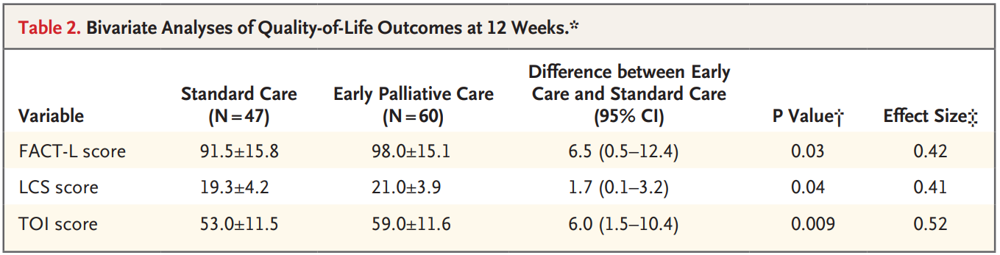 Table 2. Bivariate Analyses of Quality-of-Life Outcomes at 12 Weeks.*
Variable Standard Care (N=47) Early Palliative Care (N=60) Difference between Early Care and Standard Care (95% CI) P Value† Effect Size‡
FACT-L score 91.5±15.8 98.0±15.1 6.5 (0.5–12.4) 0.03 0.42
LCS score 19.3±4.2 21.0±3.9 1.7 (0.1–3.2) 0.04 0.41
TOI score 53.0±11.5 59.0±11.6 6.0 (1.5–10.4) 0.009 0.52